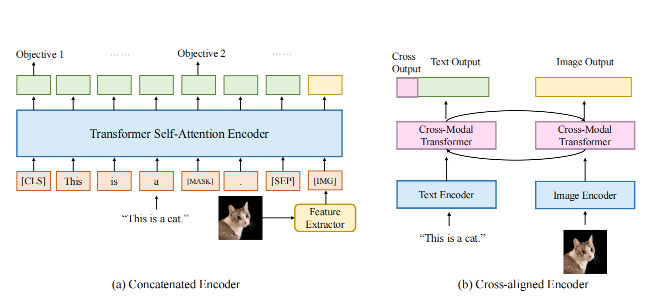 Objective 1
......
Objective 2
......
Transformer Self-Attention Encoder
[CLS] This is a [MASK] . [SEP] [IMG]
“This is a cat.”
Feature
Extractor
(a) Concatenated Encoder
Cross
Output
Text Output
Image Output
Cross-Modal
Transformer
Cross-Modal
Transformer
Text Encoder
Image Encoder
“This is a cat.”
(b) Cross-aligned Encoder